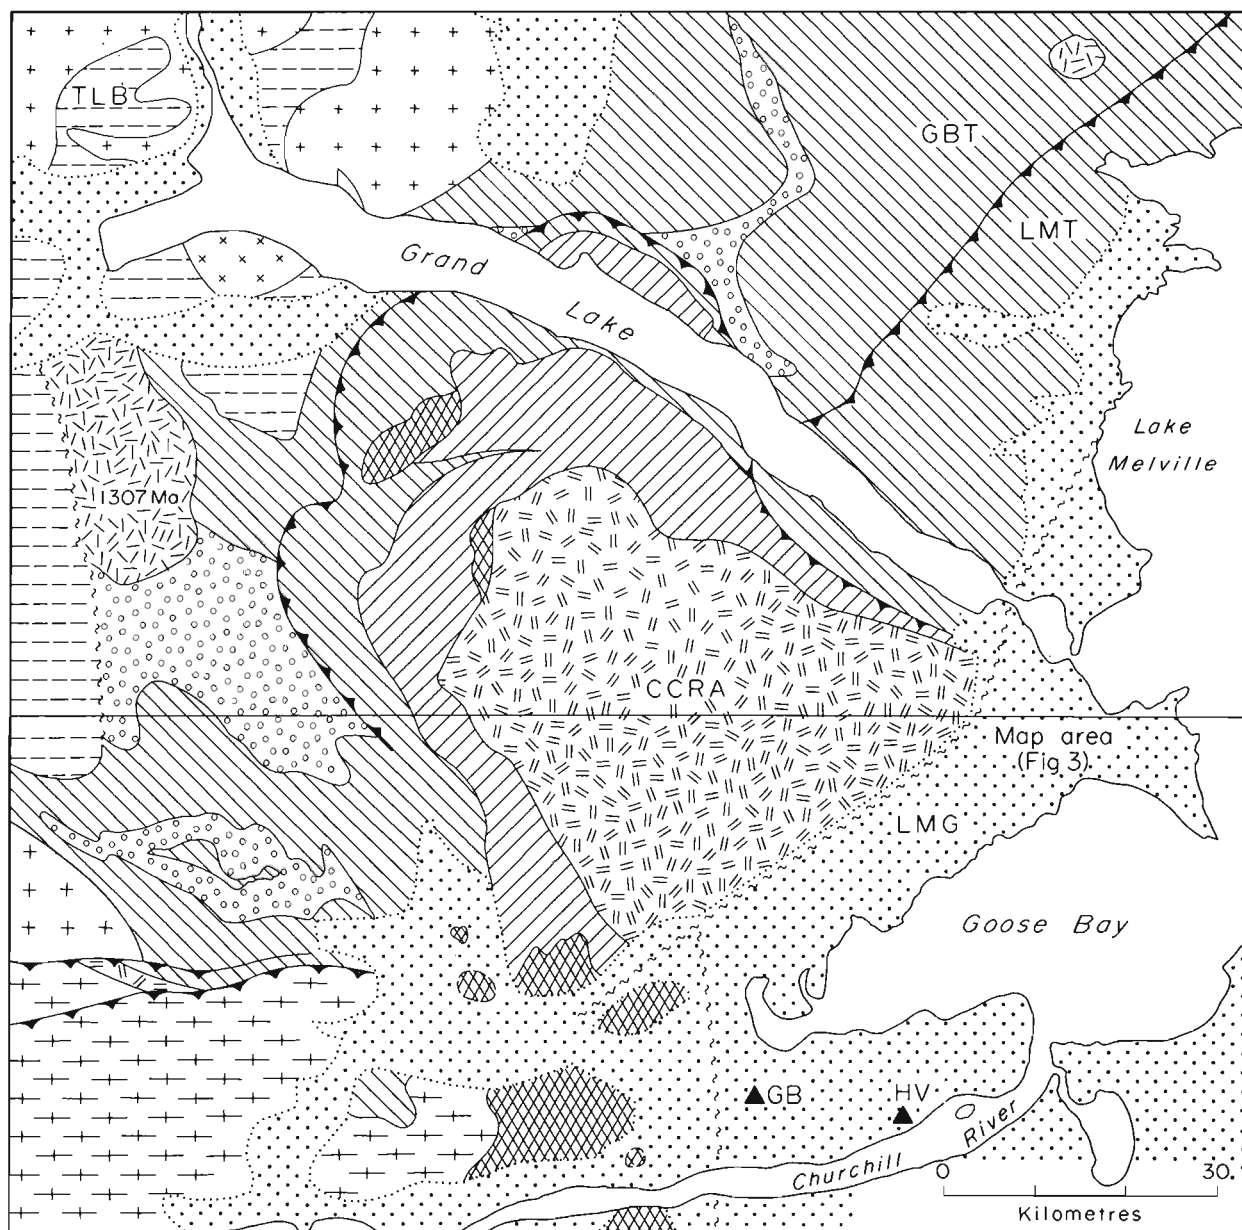 TLB
GBT
LMT
Grand
Lake
Lake
Melville
1307 Ma
CCRA
Map area
(Fig 3)
LMG
Goose Bay
GB
HV
Churchill
River
0
30
Kilometres